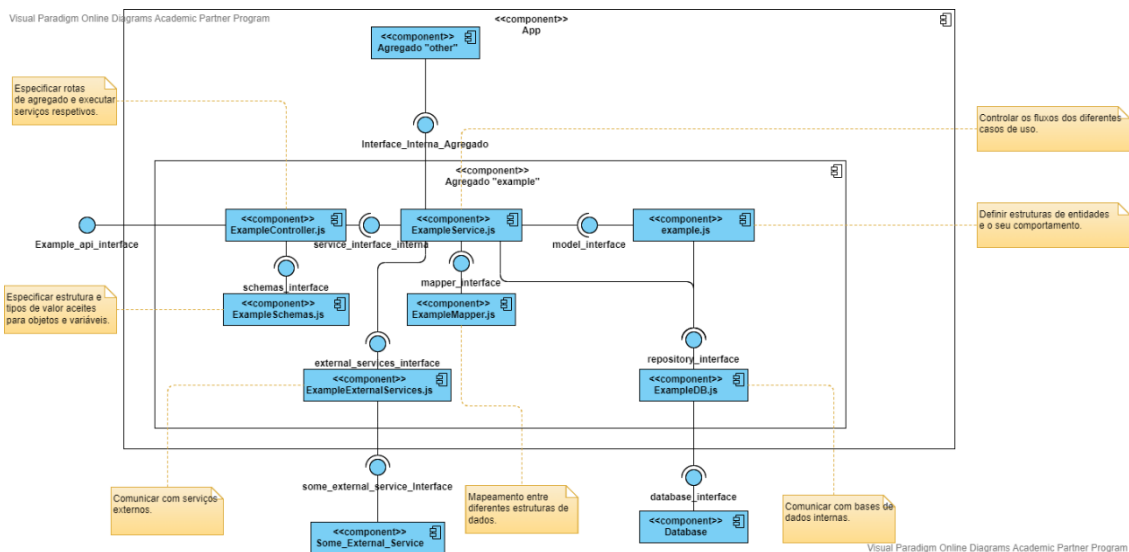 Visual Paradigm Online Diagrams Academic Partner Program
<<component>>
App
<<component>>
Agregado "other"
Especificar rotas
de agregado e executar
serviços respetivos.
Controlar os fluxos dos diferentes
casos de uso.
Interface_Interna_Agregado
<<component>>
Agregado "example"
<<component>>
ExampleController.js
<<component>>
ExampleService.js
<<component>>
example.js
Definir estruturas de entidades
e o seu comportamento.
Example_api_interface
service_interface_interna
model_interface
schemas_interface
mapper_interface
Especificar estrutura e
tipos de valor aceites
para objetos e variáveis.
<<component>>
ExampleSchemas.js
<<component>>
ExampleMapper.js
external_services_interface
repository_interface
<<component>>
ExampleExternalServices.js
<<component>>
ExampleDB.js
some_external_service_Interface
database_interface
Comunicar com serviços
externos.
Mapeamento entre
diferentes estruturas de
dados.
Comunicar com bases de
dados internas.
<<component>>
Some_External_Service
<<component>>
Database
Visual Paradigm Online Diagrams Academic Partner Program